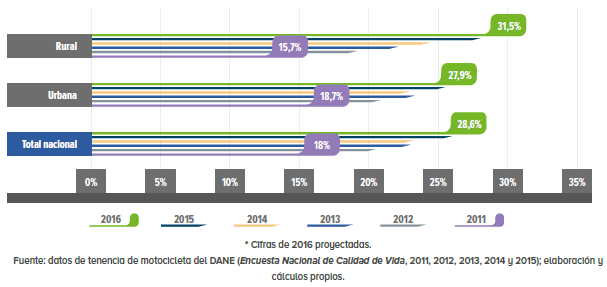 31,5%
Rural
15,7%
27,9%
Urbana
18,7%
28,6%
Total nacional
18%
0% 5% 10% 15% 20% 25% 30% 35%
2016 2015 2014 2013 2012 2011
* Cifras de 2016 proyectadas.
Fuente: datos de tenencia de motocicleta del DANE (Encuesta Nacional de Calidad de Vida, 2011, 2012, 2013, 2014 y 2015); elaboración y
cálculos propios.